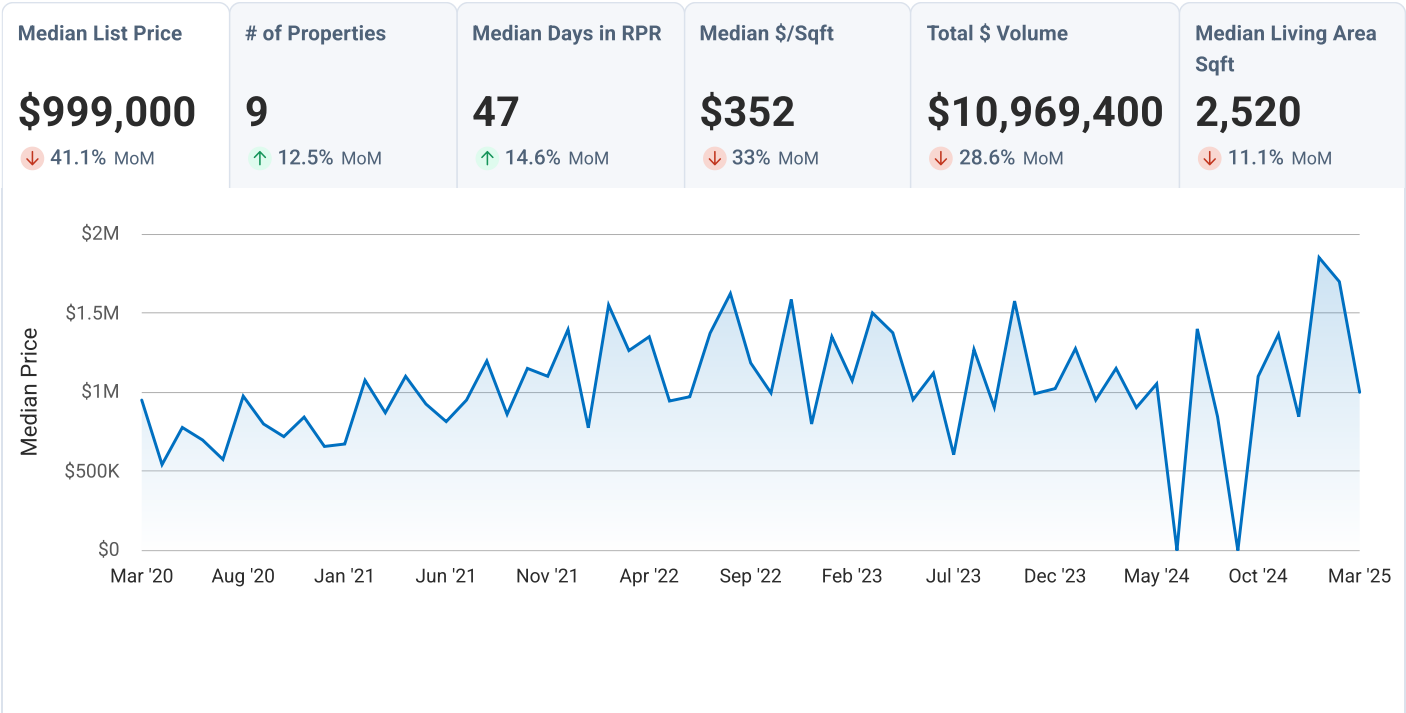 Median List Price
$999,000
41.1% MoM
# of Properties
9
12.5% MoM
Median Days in RPR
47
14.6% MoM
Median $/Sqft
$352
33% MoM
Total $ Volume
$10,969,400
28.6% MoM
Median Living Area
Sqft
2,520
11.1% MoM
Median Price
$2M
$1.5M
$1M
$500K
$0
Mar '20
Aug '20
Jan '21
Jun '21
Nov '21
Apr '22
Sep '22
Feb '23
Jul '23
Dec '23
May '24
Oct '24
Mar '25